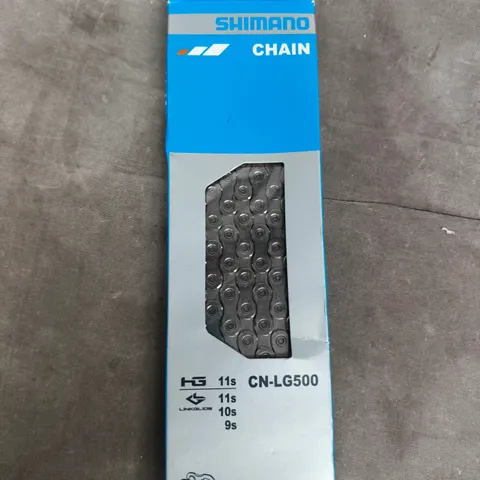 SHIMANO
CHAIN
HG 11s CN-LG500
LINKGLIDE 11s
10s
9s